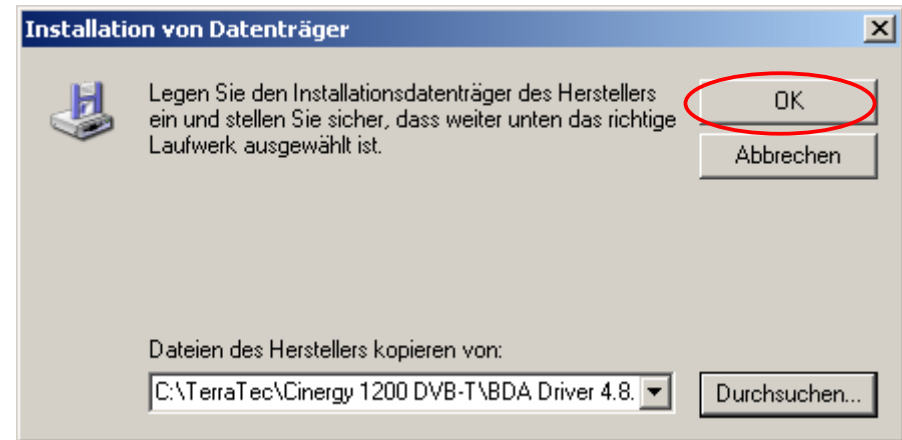 Installation von Datenträger
Legen Sie den Installationsdatenträger des Herstellers
ein und stellen Sie sicher, dass weiter unten das richtige
Laufwerk ausgewählt ist.
OK
Abbrechen
Dateien des Herstellers kopieren von:
C:\TerraTec\Cinergy 1200 DVB-T\BDA Driver 4.8.
Durchsuchen...